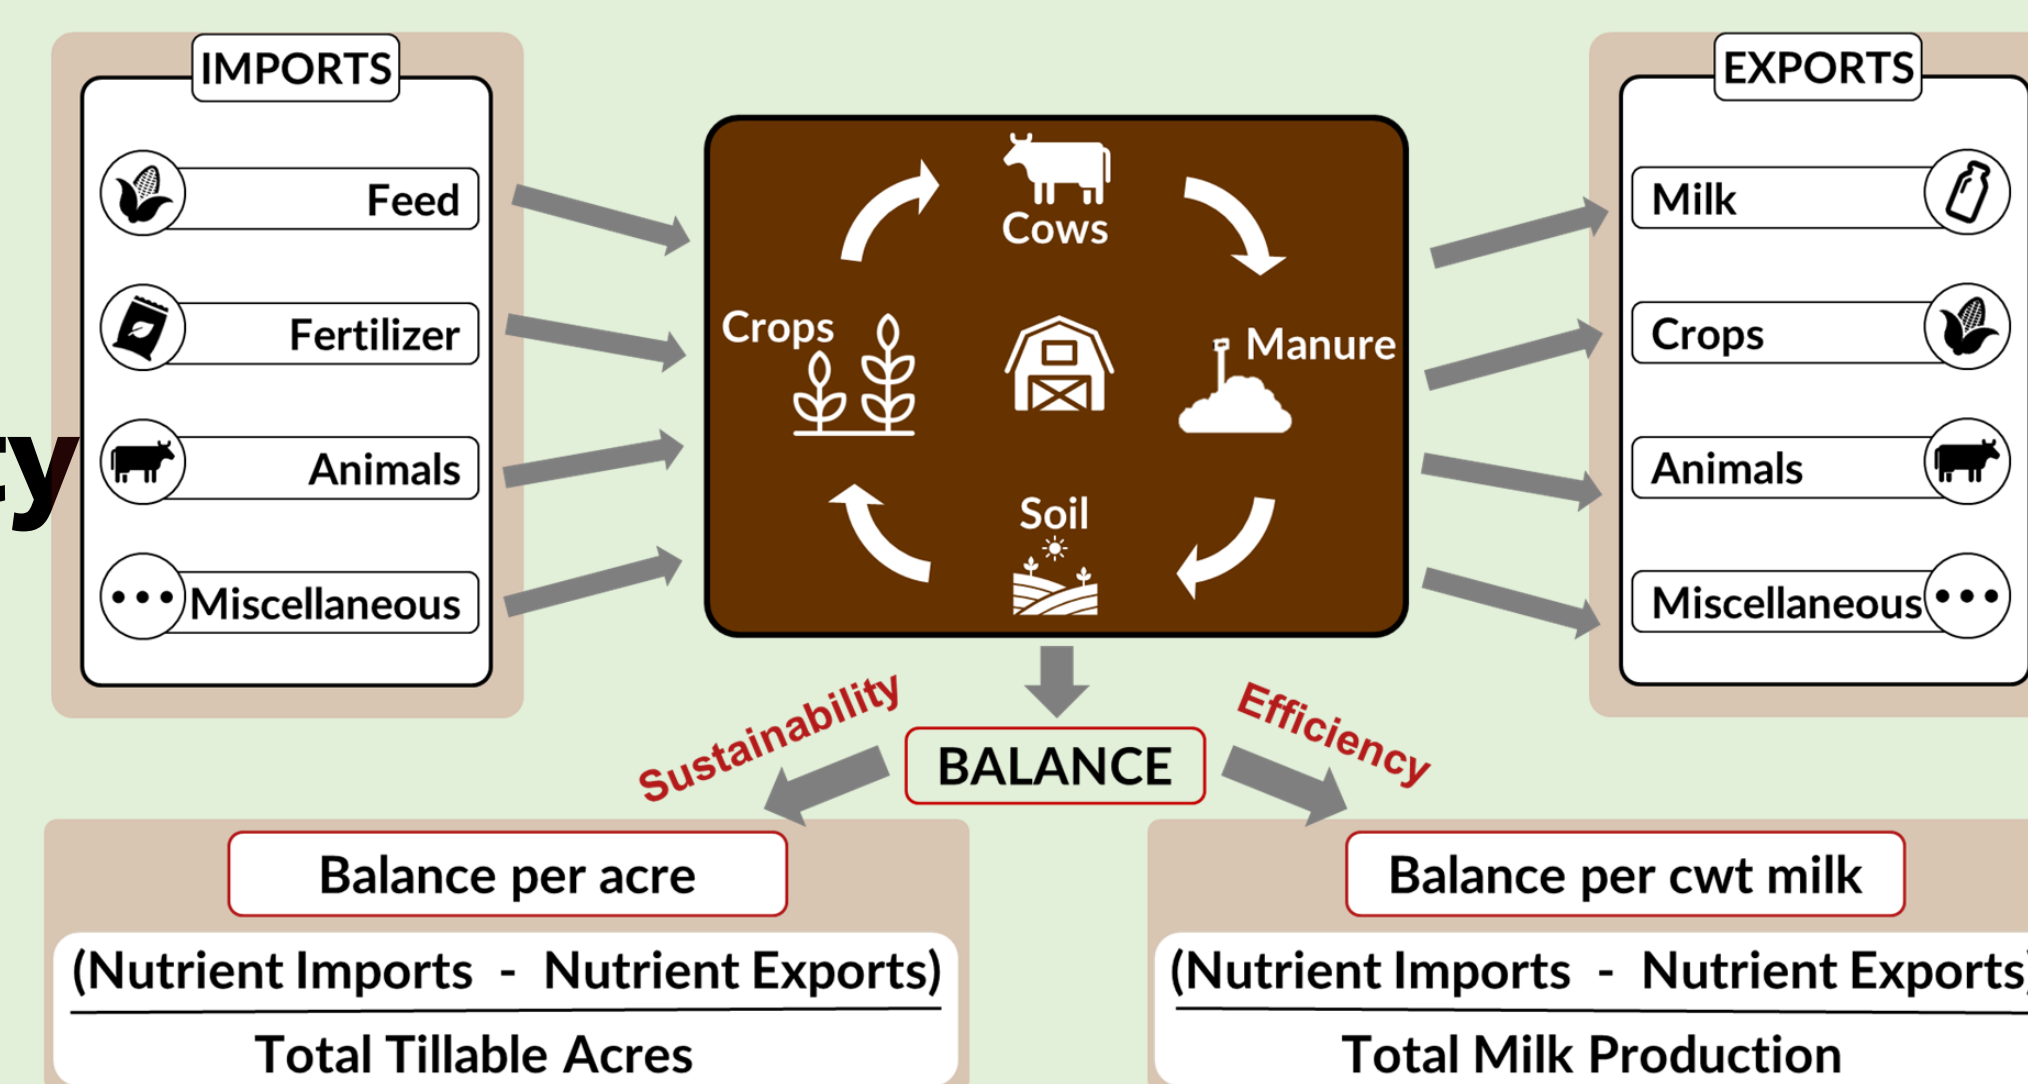 IMPORTS
Feed
Fertilizer
Animals
Miscellaneous
ty
Cows
Crops
Manure
Soil
EXPORTS
Milk
Crops
Animals
Miscellaneous
Sustainability
BALANCE
Efficiency
Balance per acre
(Nutrient Imports - Nutrient Exports)
Total Tillable Acres
Balance per cwt milk
(Nutrient Imports - Nutrient Exports)
Total Milk Production